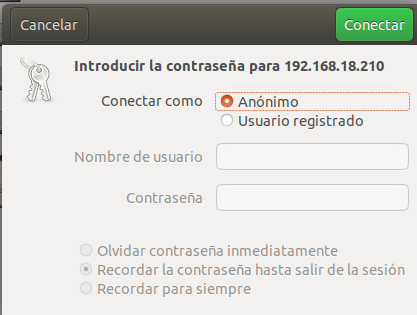 Cancelar
Conectar
Introducir la contraseña para 192.168.18.210
Conectar como
Anónimo
Usuario registrado
Nombre de usuario
Contraseña
Olvidar contraseña inmediatamente
Recordar la contraseña hasta salir de la sesión
Recordar para siempre